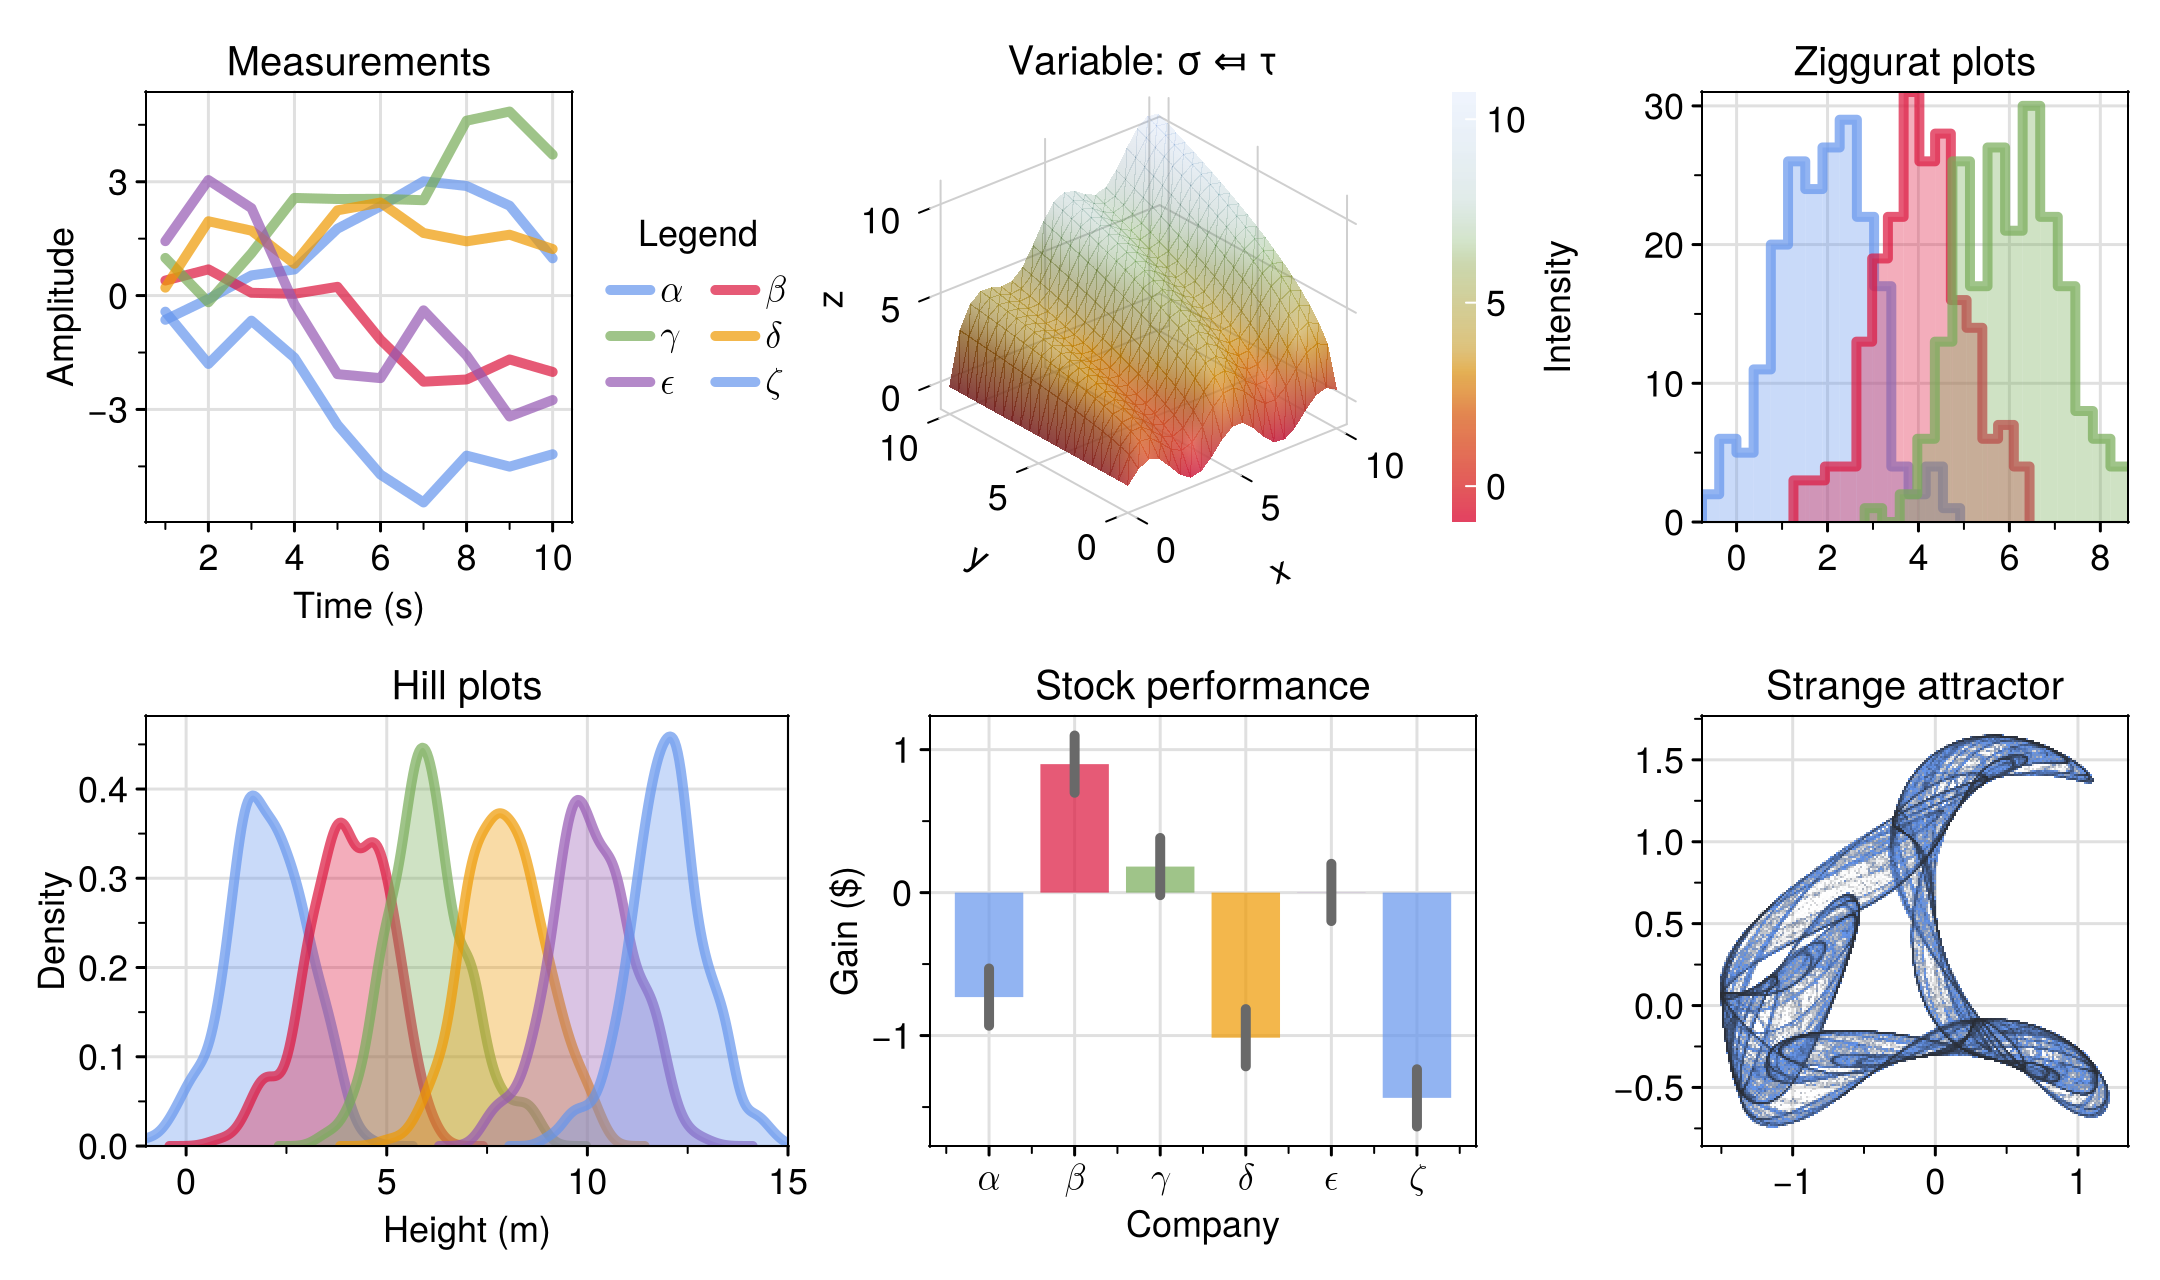 Measurements
Amplitude
3
0
−3
2
4
6
8
10
Time (s)
Legend
α β
γ δ
ϵ ζ
Variable: σ ⤆ τ
z
10
5
0
10
5
0
y
0
5
10
x
10
5
0
Intensity
Ziggurat plots
30
20
10
0
0
2
4
6
8
Hill plots
Density
0.4
0.3
0.2
0.1
0.0
0
5
10
15
Height (m)
Stock performance
Gain ($)
1
0
−1
α
β
γ
δ
ϵ
ζ
Company
Strange attractor
1.5
1.0
0.5
0.0
−0.5
−1
0
1